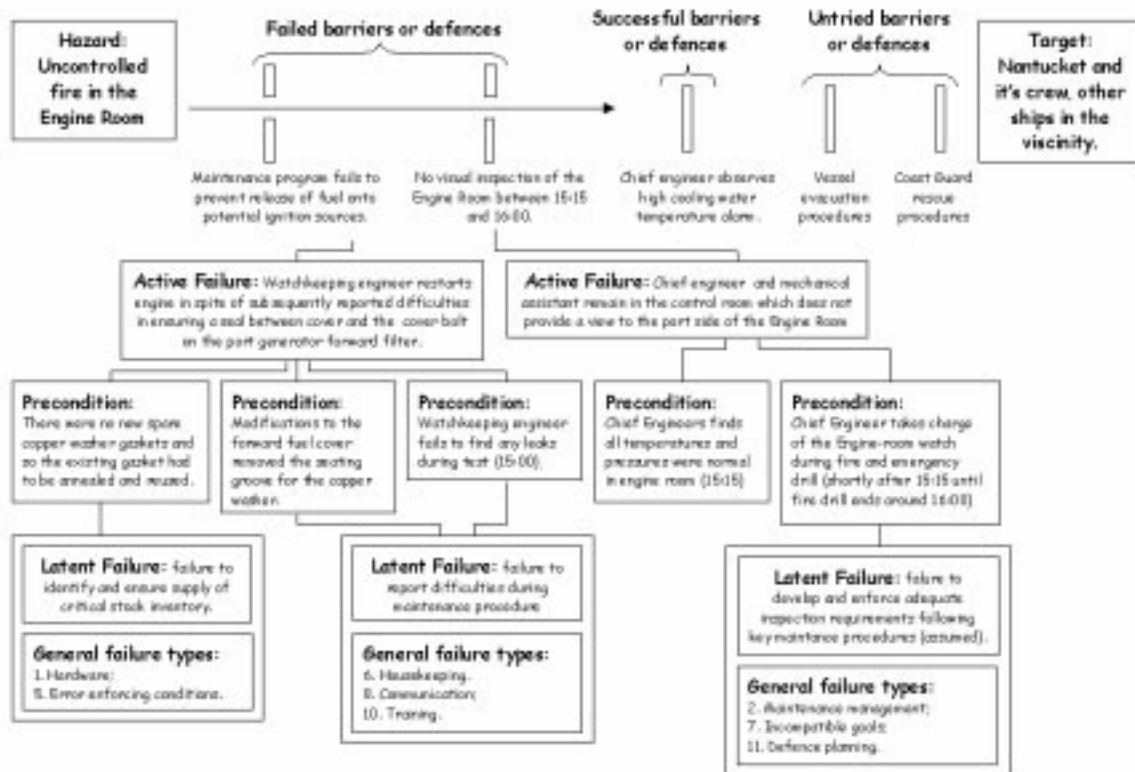 Hazard:
Uncontrolled
fire in the
Engine Room
Failed barriers or defences
Successful barriers
or defences
Untried barriers
or defences
Target:
Nantucket and
it's crew, other
ships in the
viscinity.
Maintenance program fails to
prevent release of fuel onto
potential ignition sources.
No visual inspection of the
Engine Room between 15:15
and 16:00.
Chief engineer observes
high cooling water
temperature alarm.
Vessel
evacuation
procedures
Coast Guard
rescue
procedures
Active Failure: Watchkeeping engineer restarts
engine in spite of subsequently reported difficulties
in ensuring a seal between cover and the cover bolt
on the port generator forward filter.
Active Failure: Chief engineer and mechanical
assistant remain in the control room which does not
provide a view to the port side of the Engine Room
Precondition:
There were no new spare
copper washer gaskets and
so the existing gasket had
to be annealed and reused.
Precondition:
Modifications to the
forward fuel cover
removed the seating
groove for the copper
washer.
Precondition:
Watchkeeping engineer
fails to find any leaks
during test (15:00).
Precondition:
Chief Engineers finds
all temperatures and
pressures were normal
in engine room (15:15)
Precondition:
Chief Engineer takes charge
of the Engine-room watch
during fire and emergency
drill (shortly after 15:15 until
fire drill ends around 16:00)
Latent Failure: failure to
identify and ensure supply of
critical stock inventory.
General failure types:
1. Hardware;
5. Error enforcing conditions.
Latent Failure: failure to
report difficulties during
maintenance procedure
General failure types:
6. Housekeeping.
8. Communication;
10. Training.
Latent Failure: failure to
develop and enforce adequate
inspection requirements following
key maintance procedures (assumed).
General failure types:
2. Maintenance management;
7. Incompatible goals;
11. Defence planning.